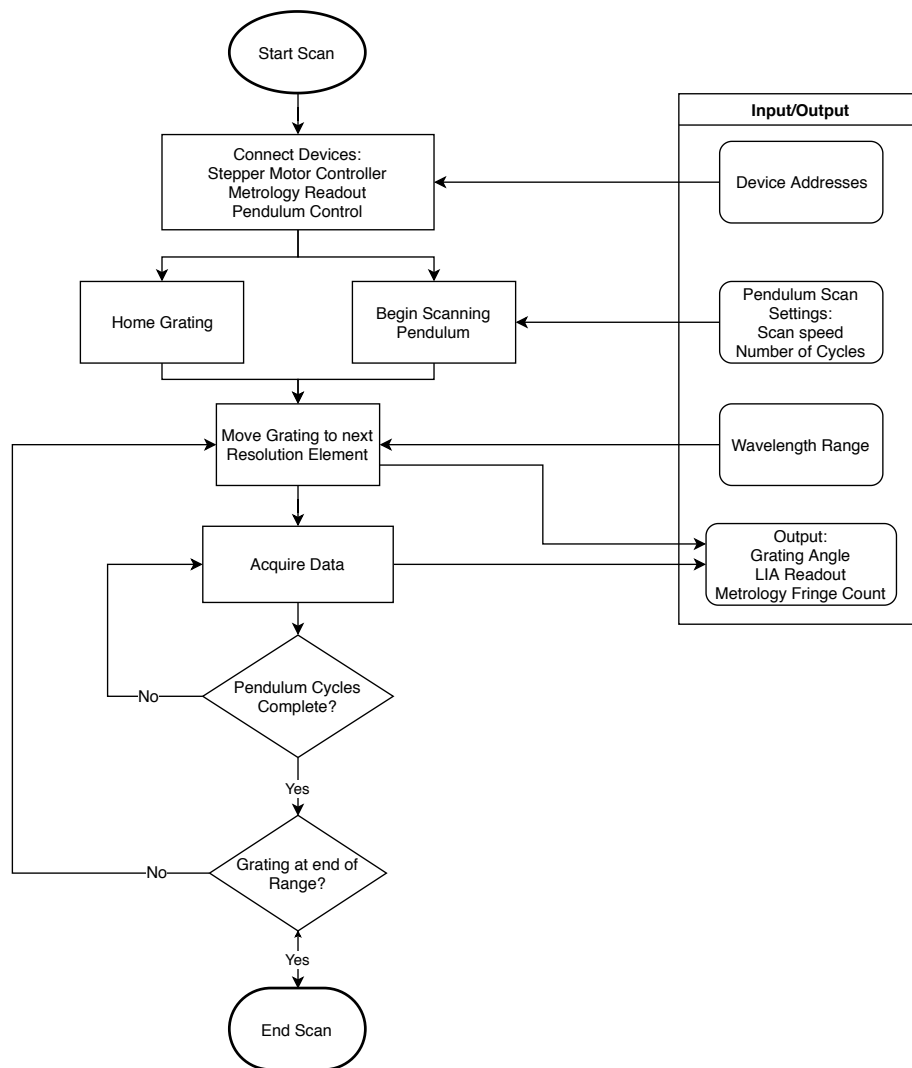 Start Scan
Input/Output
Connect Devices:
Stepper Motor Controller
Metrology Readout
Pendulum Control
Device Addresses
Home Grating
Begin Scanning
Pendulum
Pendulum Scan
Settings:
Scan speed
Number of Cycles
Move Grating to next
Resolution Element
Wavelength Range
Acquire Data
Output:
Grating Angle
LIA Readout
Metrology Fringe Count
No
Pendulum Cycles
Complete?
Yes
No
Grating at end of
Range?
Yes
End Scan